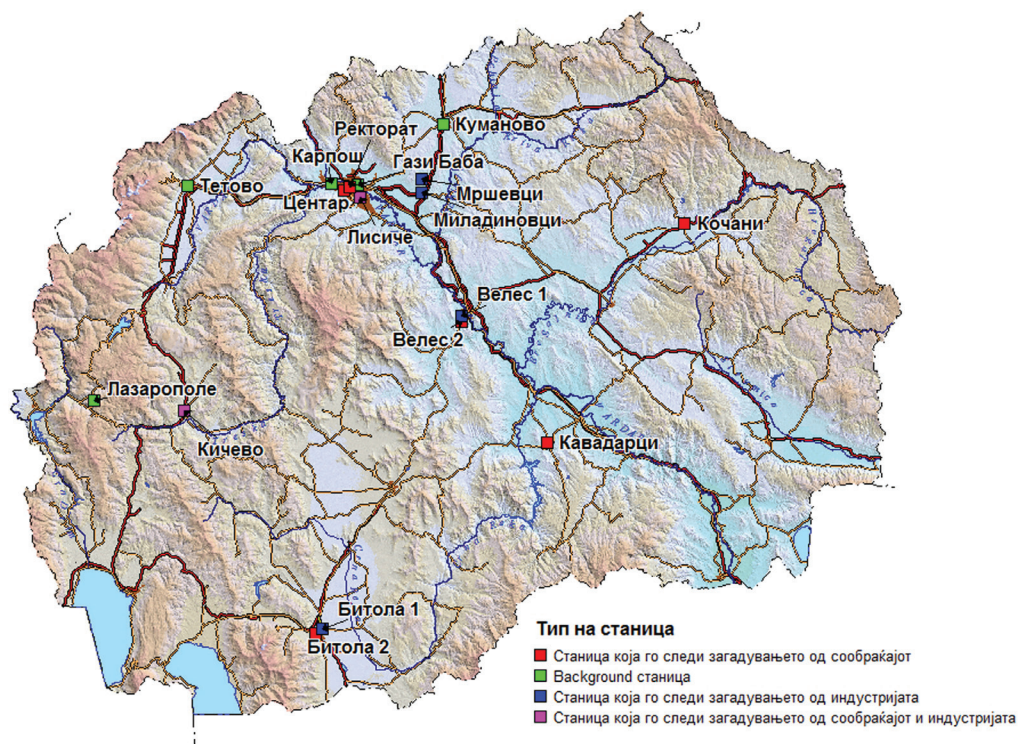 Ректорат
Куманово
Карпош
Гази Баба
Тетово
Мршевци
Центар
Миладиновци
Лисиче
Кочани
Велес 1
Велес 2
Лазарополе
Кичево
Кавадарци
Битола 1
Битола 2
Тип на станица
Станица која го следи загадувањето од сообраќајот
Background станица
Станица која го следи загадувањето од индустријата
Станица која го следи загадувањето од сообраќајот и индустријата